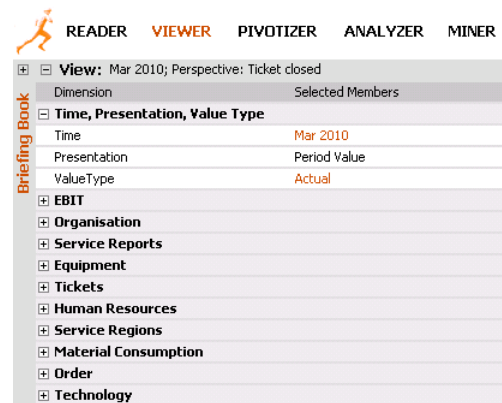 READER VIEWER PIVOTIZER ANALYZER MINER
View: Mar 2010; Perspective: Ticket closed
Briefing Book
Dimension Selected Members
Time, Presentation, Value Type
Time Mar 2010
Presentation Period Value
ValueType Actual
EBIT
Organisation
Service Reports
Equipment
Tickets
Human Resources
Service Regions
Material Consumption
Order
Technology